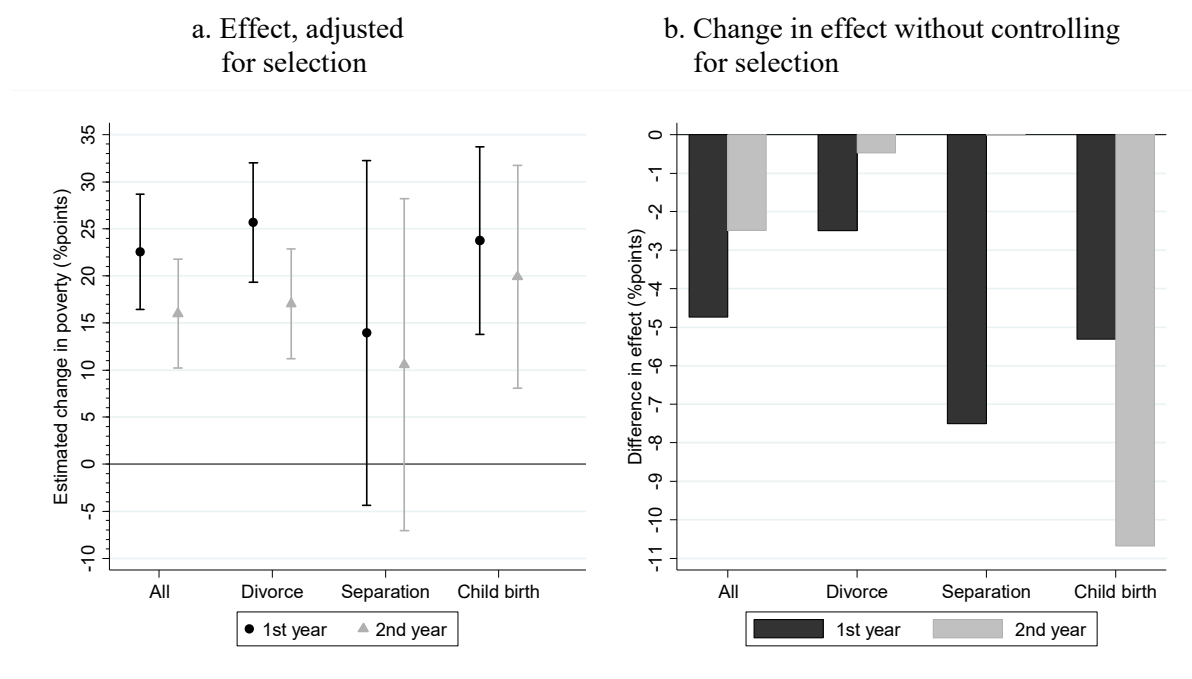 a. Effect, adjusted
for selection
b. Change in effect without controlling
for selection
Estimated change in poverty (%points)
35
30
25
20
15
10
5
0
-5
-10
All
Divorce
Separation
Child birth
1st year
2nd year
Difference in effect (%points)
0
-1
-2
-3
-4
-5
-6
-7
-8
-9
-10
-11
All
Divorce
Separation
Child birth
1st year
2nd year